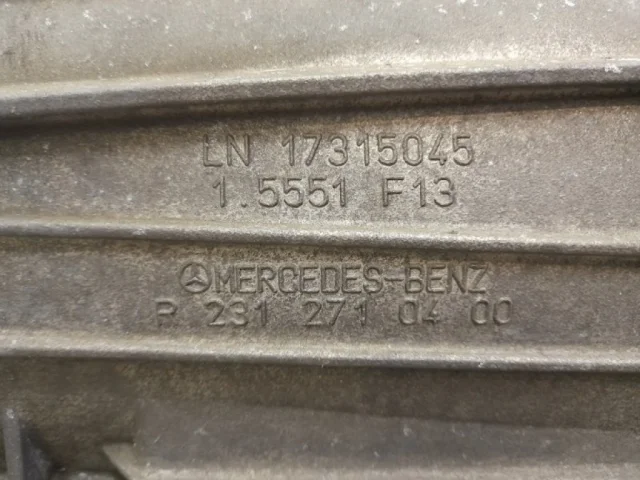 LN 17315045
1.5551 F13
MERCEDES-BENZ
R 231 271 04 00